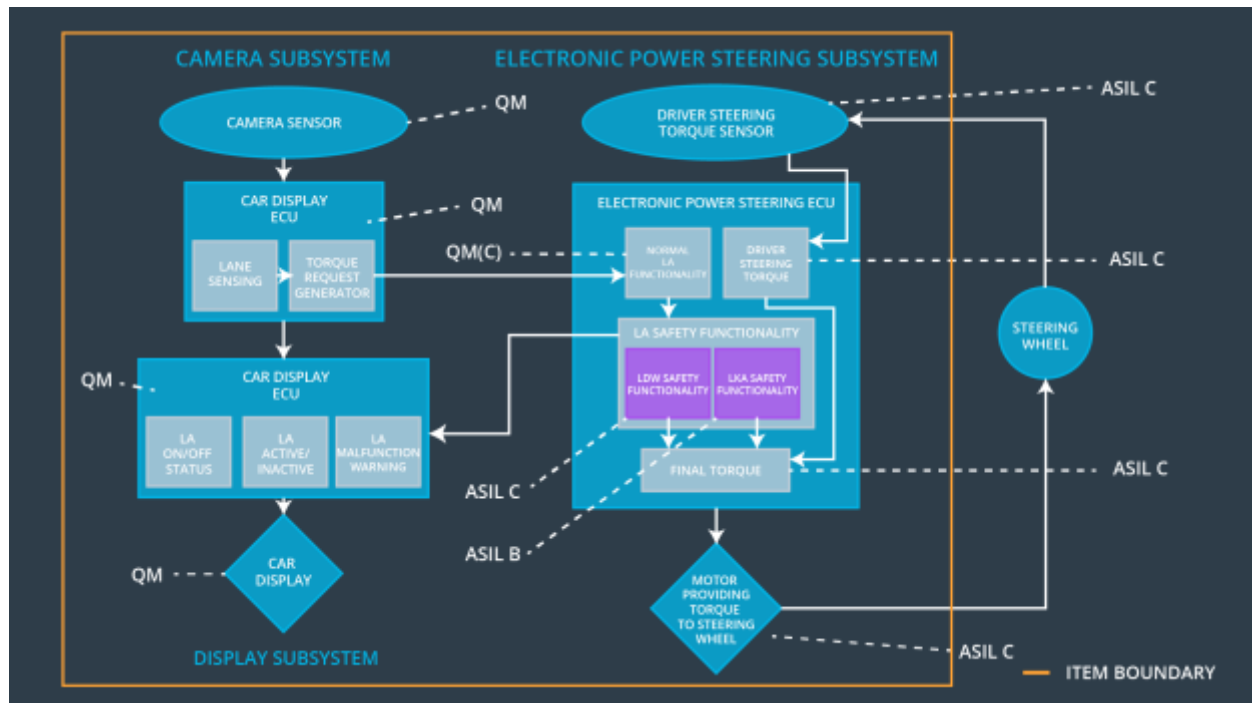 CAMERA SUBSYSTEM
ELECTRONIC POWER STEERING SUBSYSTEM
CAMERA SENSOR
QM
DRIVER STEERING
TORQUE SENSOR
ASIL C
CAR DISPLAY
ECU
QM
LANE
SENSING
TORQUE
REQUEST
GENERATOR
ELECTRONIC POWER STEERING ECU
QM(C)
NORMAL
LA
FUNCTIONALITY
DRIVER
STEERING
TORQUE
ASIL C
LA SAFETY FUNCTIONALITY
LDW SAFETY
FUNCTIONALITY
LKA SAFETY
FUNCTIONALITY
STEERING
WHEEL
QM
CAR DISPLAY
ECU
LA
ON/OFF
STATUS
LA
ACTIVE/
INACTIVE
LA
MALFUNCTION
WARNING
FINAL TORQUE
ASIL C
ASIL C
ASIL B
QM
CAR
DISPLAY
MOTOR
PROVIDING
TORQUE
TO STEERING
WHEEL
ASIL C
DISPLAY SUBSYSTEM
ITEM BOUNDARY